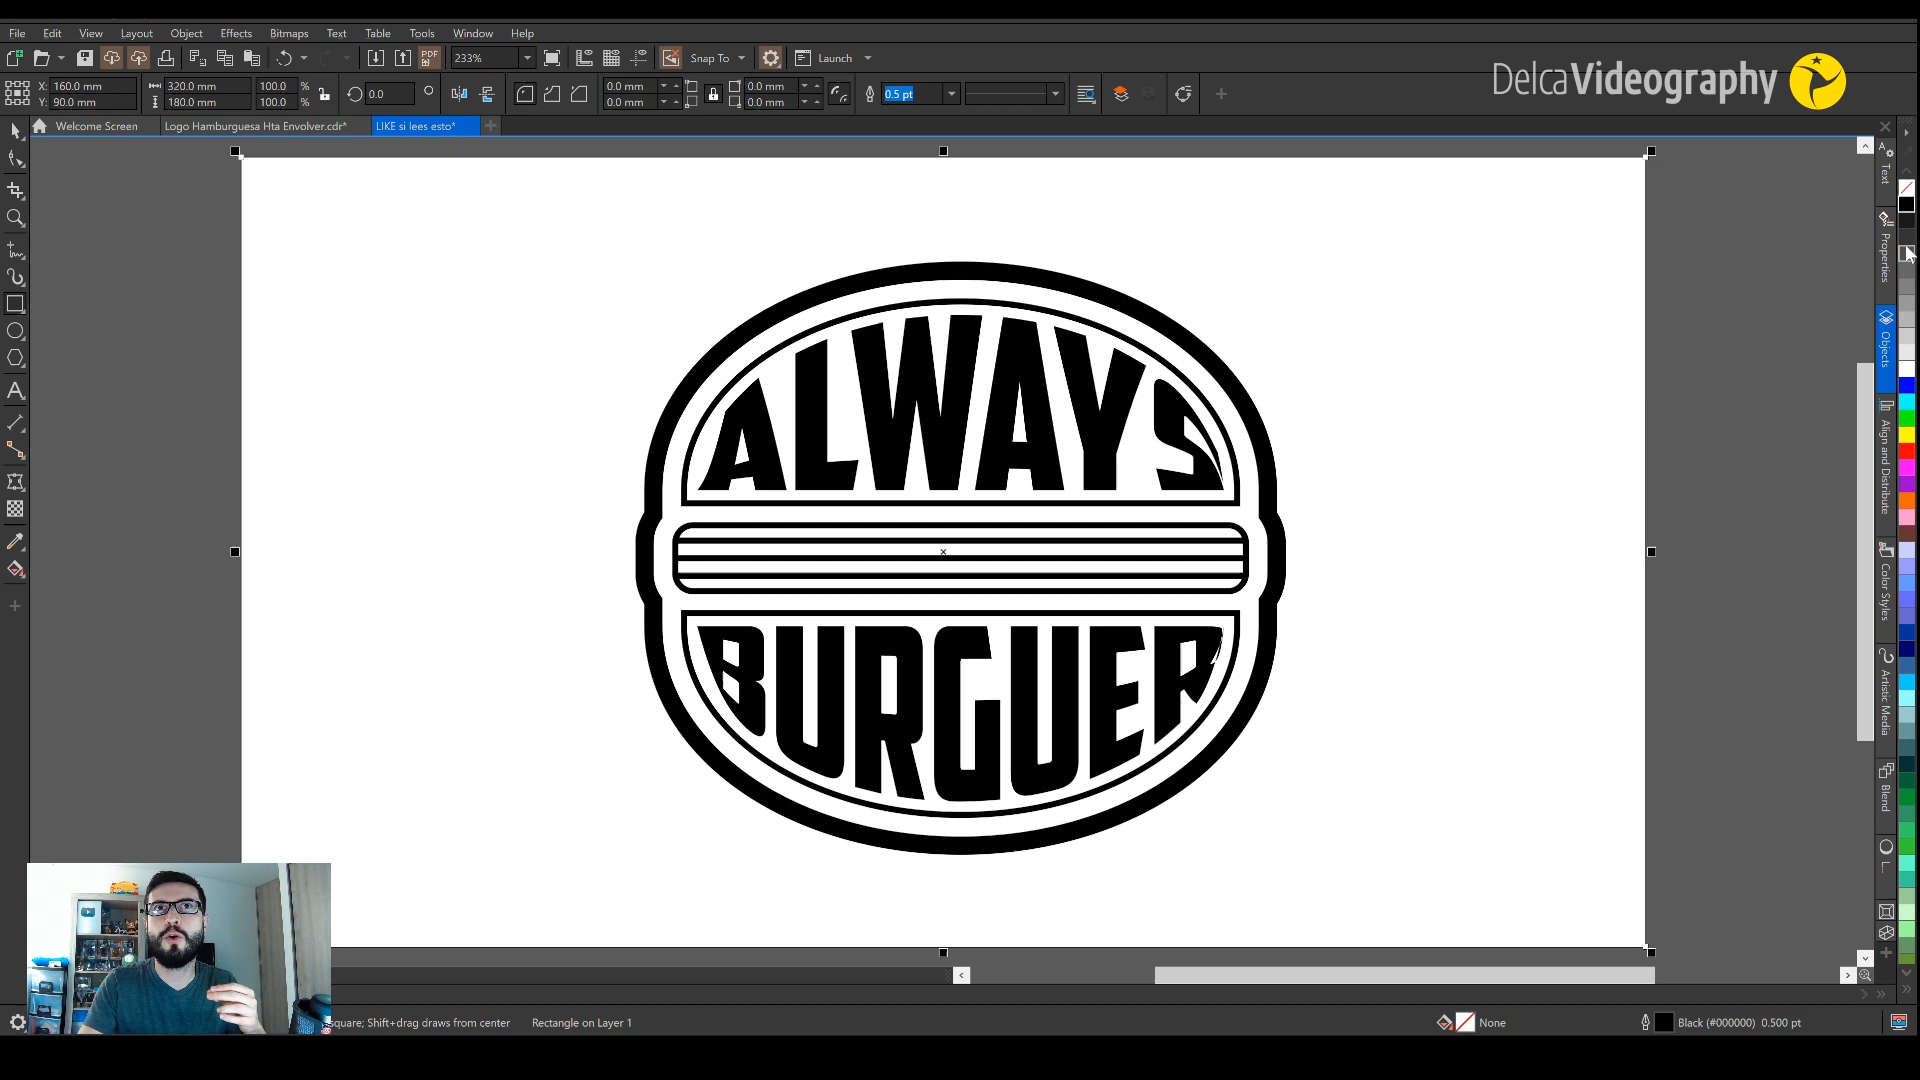 File Edit View Layout Object Effects Bitmaps Text Table Tools Window Help
PDF 233% Snap To Launch
DelcaVideography
X: 160.0 mm 320.0 mm 100.0 % 0.0 0.0 mm 0.0 mm 0.5 pt
Y: 90.0 mm 180.0 mm 100.0 % 0.0 mm 0.0 mm
Welcome Screen Logo Hamburguesa Hta Envolver.cdr* LIKE si lees esto*
Text
Properties
Objects
Align and Distribute
Color Styles
Artistic Media
Blend
L...
ALWAYS
BURGUER
square; Shift+drag draws from center Rectangle on Layer 1 None Black (#000000) 0.500 pt